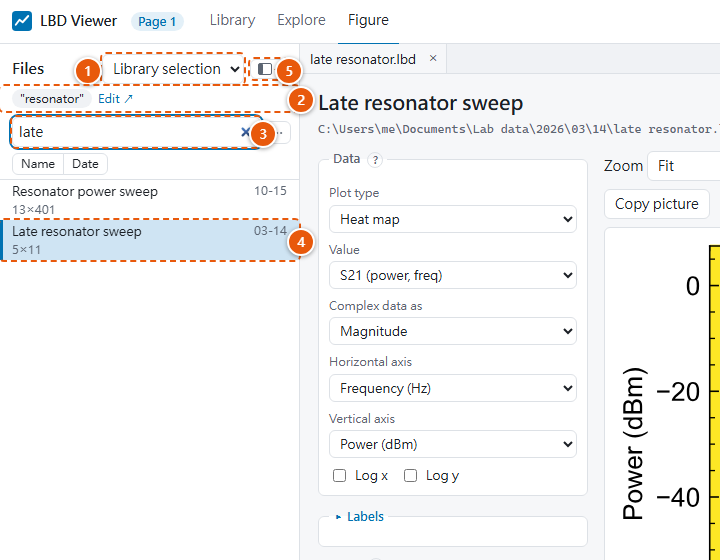 LBD Viewer Page 1 Library Explore Figure
Files 1 Library selection 5
"resonator" Edit ↗ 2
late × 3
Name Date
Resonator power sweep 10-15
13×401
Late resonator sweep 03-14
5×11 4
late resonator.lbd ×
Late resonator sweep
C:\Users\me\Documents\Lab data\2026\03\14\late resonator.
Data ?
Plot type
Heat map
Value
S21 (power, freq)
Complex data as
Magnitude
Horizontal axis
Frequency (Hz)
Vertical axis
Power (dBm)
Log x Log y
▸ Labels
Zoom Fit
Copy picture
0
−20
−40
Power (dBm)